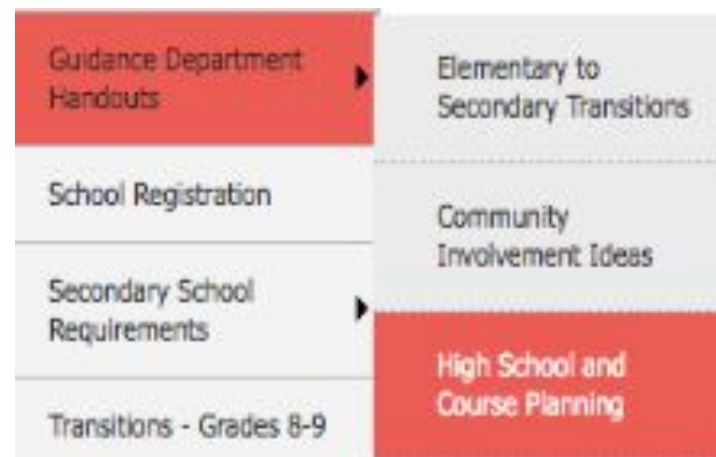 Guidance Department
Handouts
School Registration
Secondary School
Requirements
Transitions - Grades 8-9
Elementary to
Secondary Transitions
Community
Involvement Ideas
High School and
Course Planning